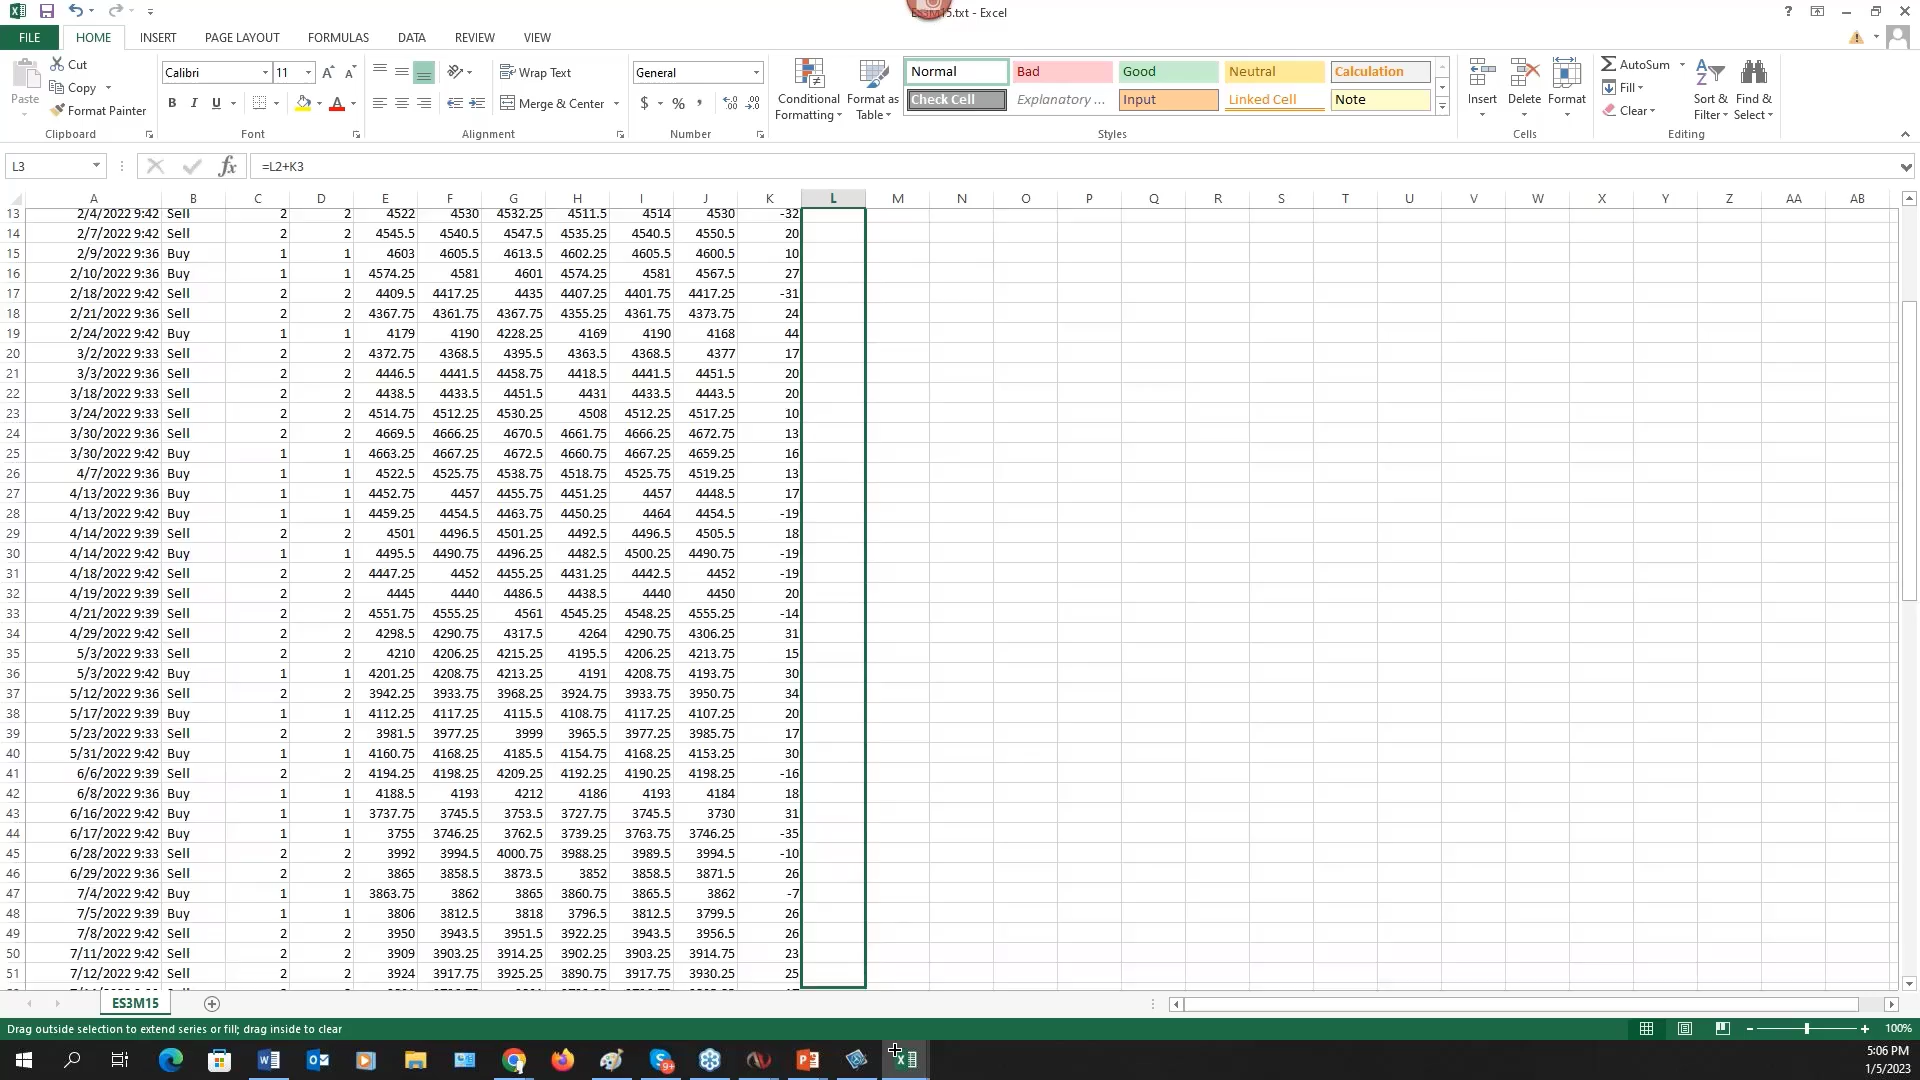 .txt - Excel
FILE HOME INSERT PAGE LAYOUT FORMULAS DATA REVIEW VIEW
Paste Cut Copy Format Painter
Calibri 11
B I U
Wrap Text
Merge & Center
General
$ %
Conditional Formatting
Format as Table
Normal Bad Good Neutral Calculation
Check Cell Explanatory ... Input Linked Cell Note
Insert Delete Format
AutoSum
Fill
Clear
Sort & Filter
Find & Select
Clipboard Font Alignment Number Styles Cells Editing
L3 fx =L2+K3
A B C D E F G H I J K L M N O P Q R S T U V W X Y Z AA AB
13 2/4/2022 9:42 Sell 2 2 4522 4530 4532.25 4511.5 4514 4530 -32
14 2/7/2022 9:42 Sell 2 2 4545.5 4540.5 4547.5 4535.25 4540.5 4550.5 20
15 2/9/2022 9:36 Buy 1 1 4603 4605.5 4613.5 4602.25 4605.5 4600.5 10
16 2/10/2022 9:36 Buy 1 1 4574.25 4581 4601 4574.25 4581 4567.5 27
17 2/18/2022 9:42 Sell 2 2 4409.5 4417.25 4435 4407.25 4401.75 4417.25 -31
18 2/21/2022 9:36 Sell 2 2 4367.75 4361.75 4367.75 4355.25 4361.75 4373.75 24
19 2/24/2022 9:42 Buy 1 1 4179 4190 4228.25 4169 4190 4168 44
20 3/2/2022 9:33 Sell 2 2 4372.75 4368.5 4395.5 4363.5 4368.5 4377 17
21 3/3/2022 9:36 Sell 2 2 4446.5 4441.5 4458.75 4418.5 4441.5 4451.5 20
22 3/18/2022 9:33 Sell 2 2 4438.5 4433.5 4451.5 4431 4433.5 4443.5 20
23 3/24/2022 9:33 Sell 2 2 4514.75 4512.25 4530.25 4508 4512.25 4517.25 10
24 3/30/2022 9:36 Sell 2 2 4669.5 4666.25 4670.5 4661.75 4666.25 4672.75 13
25 3/30/2022 9:42 Buy 1 1 4663.25 4667.25 4672.5 4660.75 4667.25 4659.25 16
26 4/7/2022 9:36 Buy 1 1 4522.5 4525.75 4538.75 4518.75 4525.75 4519.25 13
27 4/13/2022 9:36 Buy 1 1 4452.75 4457 4455.75 4451.25 4457 4448.5 17
28 4/13/2022 9:42 Buy 1 1 4459.25 4454.5 4463.75 4450.25 4464 4454.5 -19
29 4/14/2022 9:39 Sell 2 2 4501 4496.5 4501.25 4492.5 4496.5 4505.5 18
30 4/14/2022 9:42 Buy 1 1 4495.5 4490.75 4496.25 4482.5 4500.25 4490.75 -19
31 4/18/2022 9:42 Sell 2 2 4447.25 4452 4455.25 4431.25 4442.5 4452 -19
32 4/19/2022 9:39 Sell 2 2 4445 4440 4486.5 4438.5 4440 4450 20
33 4/21/2022 9:39 Sell 2 2 4551.75 4555.25 4561 4545.25 4548.25 4555.25 -14
34 4/29/2022 9:42 Sell 2 2 4298.5 4290.75 4317.5 4264 4290.75 4306.25 31
35 5/3/2022 9:33 Sell 2 2 4210 4206.25 4215.25 4195.5 4206.25 4213.75 15
36 5/3/2022 9:42 Buy 1 1 4201.25 4208.75 4213.25 4191 4208.75 4193.75 30
37 5/12/2022 9:36 Sell 2 2 3942.25 3933.75 3968.25 3924.75 3933.75 3950.75 34
38 5/17/2022 9:39 Buy 1 1 4112.25 4117.25 4115.5 4108.75 4117.25 4107.25 20
39 5/23/2022 9:33 Sell 2 2 3981.5 3977.25 3999 3965.5 3977.25 3985.75 17
40 5/31/2022 9:42 Buy 1 1 4160.75 4168.25 4185.5 4154.75 4168.25 4153.25 30
41 6/6/2022 9:39 Sell 2 2 4194.25 4198.25 4209.25 4192.25 4190.25 4198.25 -16
42 6/8/2022 9:36 Buy 1 1 4188.5 4193 4212 4186 4193 4184 18
43 6/16/2022 9:42 Buy 1 1 3737.75 3745.5 3753.5 3727.75 3745.5 3730 31
44 6/17/2022 9:42 Buy 1 1 3755 3746.25 3762.5 3739.25 3763.75 3746.25 -35
45 6/28/2022 9:33 Sell 2 2 3992 3994.5 4000.75 3988.25 3989.5 3994.5 -10
46 6/29/2022 9:36 Sell 2 2 3865 3858.5 3873.5 3852 3858.5 3871.5 26
47 7/4/2022 9:42 Buy 1 1 3863.75 3862 3865 3860.75 3865.5 3862 -7
48 7/5/2022 9:39 Buy 1 1 3806 3812.5 3818 3796.5 3812.5 3799.5 26
49 7/8/2022 9:42 Sell 2 2 3950 3943.5 3951.5 3922.25 3943.5 3956.5 26
50 7/11/2022 9:42 Sell 2 2 3909 3903.25 3914.25 3902.25 3903.25 3914.75 23
51 7/12/2022 9:42 Sell 2 2 3924 3917.75 3925.25 3890.75 3917.75 3930.25 25
ES3M15
Drag outside selection to extend series or fill; drag inside to clear
100%
5:06 PM
1/5/2023